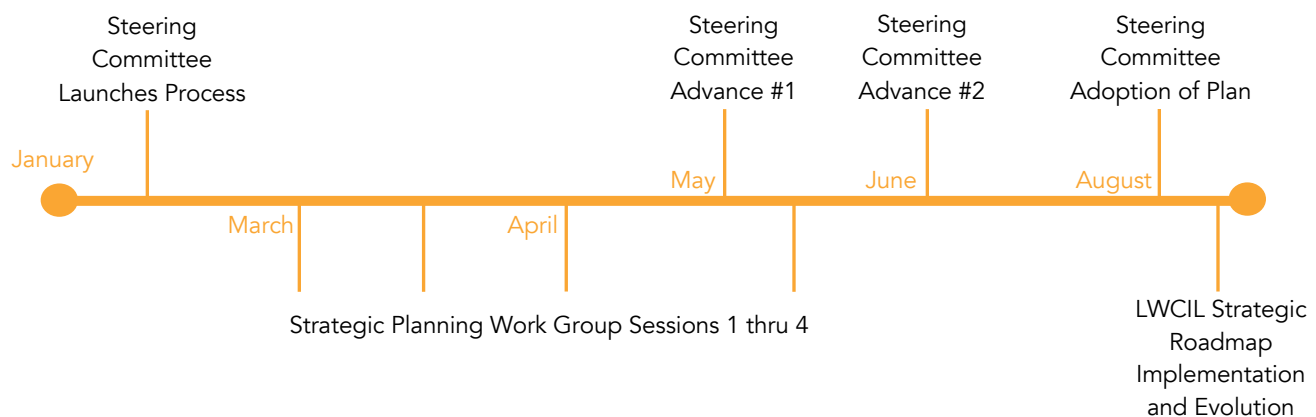 Steering
Committee
Launches Process
Steering
Committee
Advance #1
Steering
Committee
Advance #2
Steering
Committee
Adoption of Plan
January
May
June
August
March
April
Strategic Planning Work Group Sessions 1 thru 4
LWCIL Strategic
Roadmap
Implementation
and Evolution